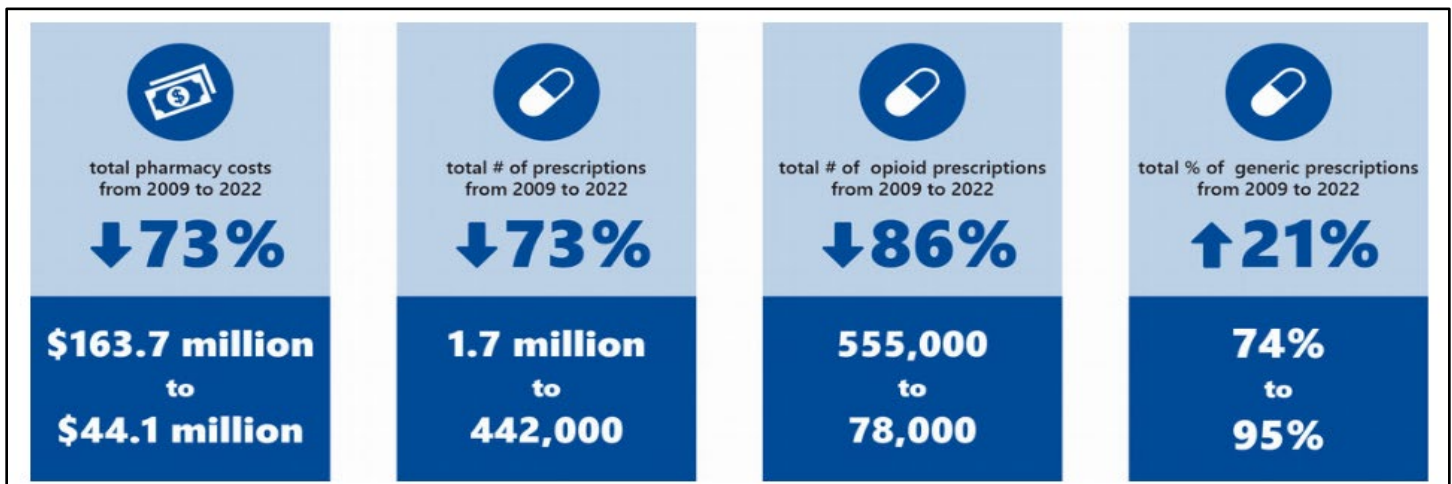 total pharmacy costs
from 2009 to 2022
↓73%
$163.7 million
to
$44.1 million
total # of prescriptions
from 2009 to 2022
↓73%
1.7 million
to
442,000
total # of opioid prescriptions
from 2009 to 2022
↓86%
555,000
to
78,000
total % of generic prescriptions
from 2009 to 2022
↑21%
74%
to
95%